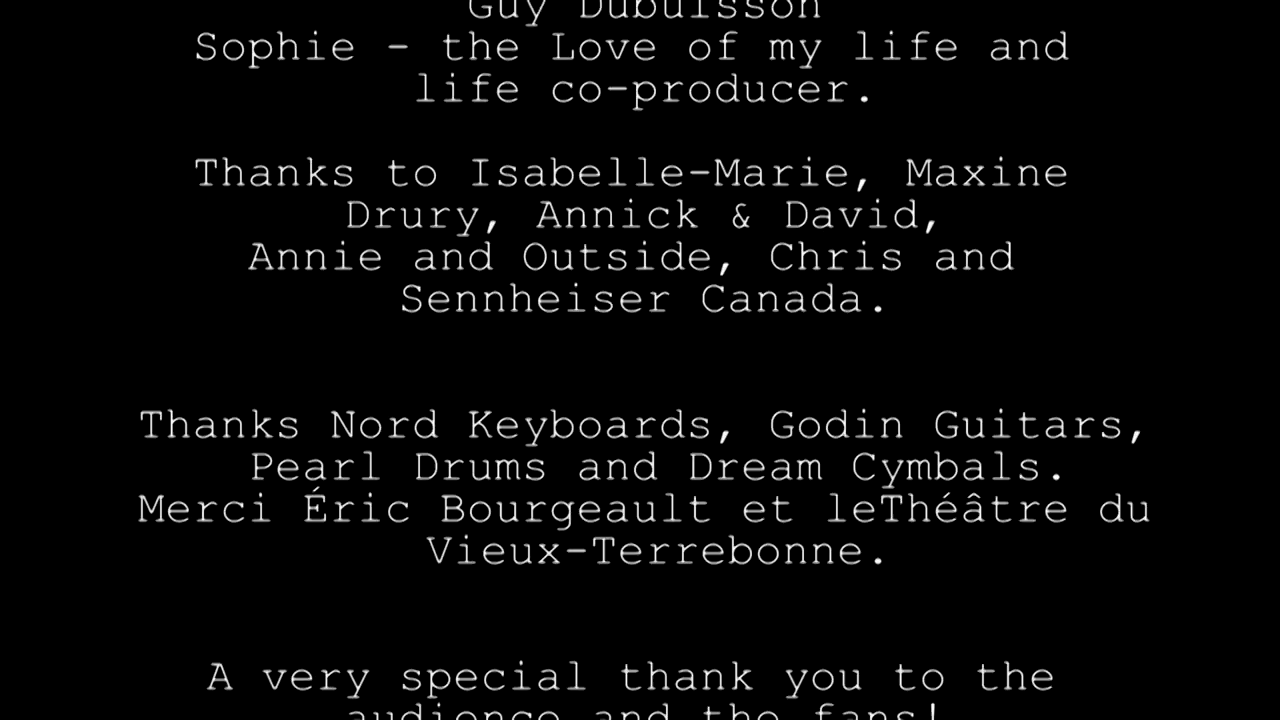 Guy Dubuisson
Sophie - the Love of my life and
life co-producer.
Thanks to Isabelle-Marie, Maxine
Drury, Annick & David,
Annie and Outside, Chris and
Sennheiser Canada.
Thanks Nord Keyboards, Godin Guitars,
Pearl Drums and Dream Cymbals.
Merci Éric Bourgeault et leThéâtre du
Vieux-Terrebonne.
A very special thank you to the
audience and the fans!